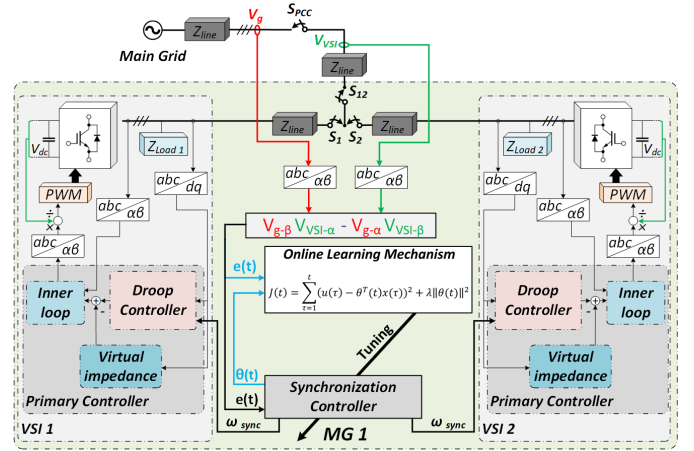 V_g
S_PCC
Z_line
Main Grid
V_VSI
Z_line
S_12
Z_line
S_1
S_2
Z_line
V_dc
Z_Load 1
Z_Load 2
V_dc
PWM
abc
αβ
abc
dq
abc
αβ
abc
αβ
abc
dq
abc
αβ
PWM
÷
×
÷
×
abc
αβ
V_g-β V_VSI-α - V_g-α V_VSI-β
abc
αβ
Online Learning Mechanism
e(t)
J(t) = \sum_{τ=1}^{t} (u(τ) − θ^T(t)x(τ))^2 + λ‖θ(t)‖^2
Inner
loop
-
Droop
Controller
Droop
Controller
-
Inner
loop
Tuning
Virtual
impedance
θ(t)
Virtual
impedance
Synchronization
Controller
Primary Controller
e(t)
Primary Controller
VSI 1
ω sync
MG 1
ω sync
VSI 2